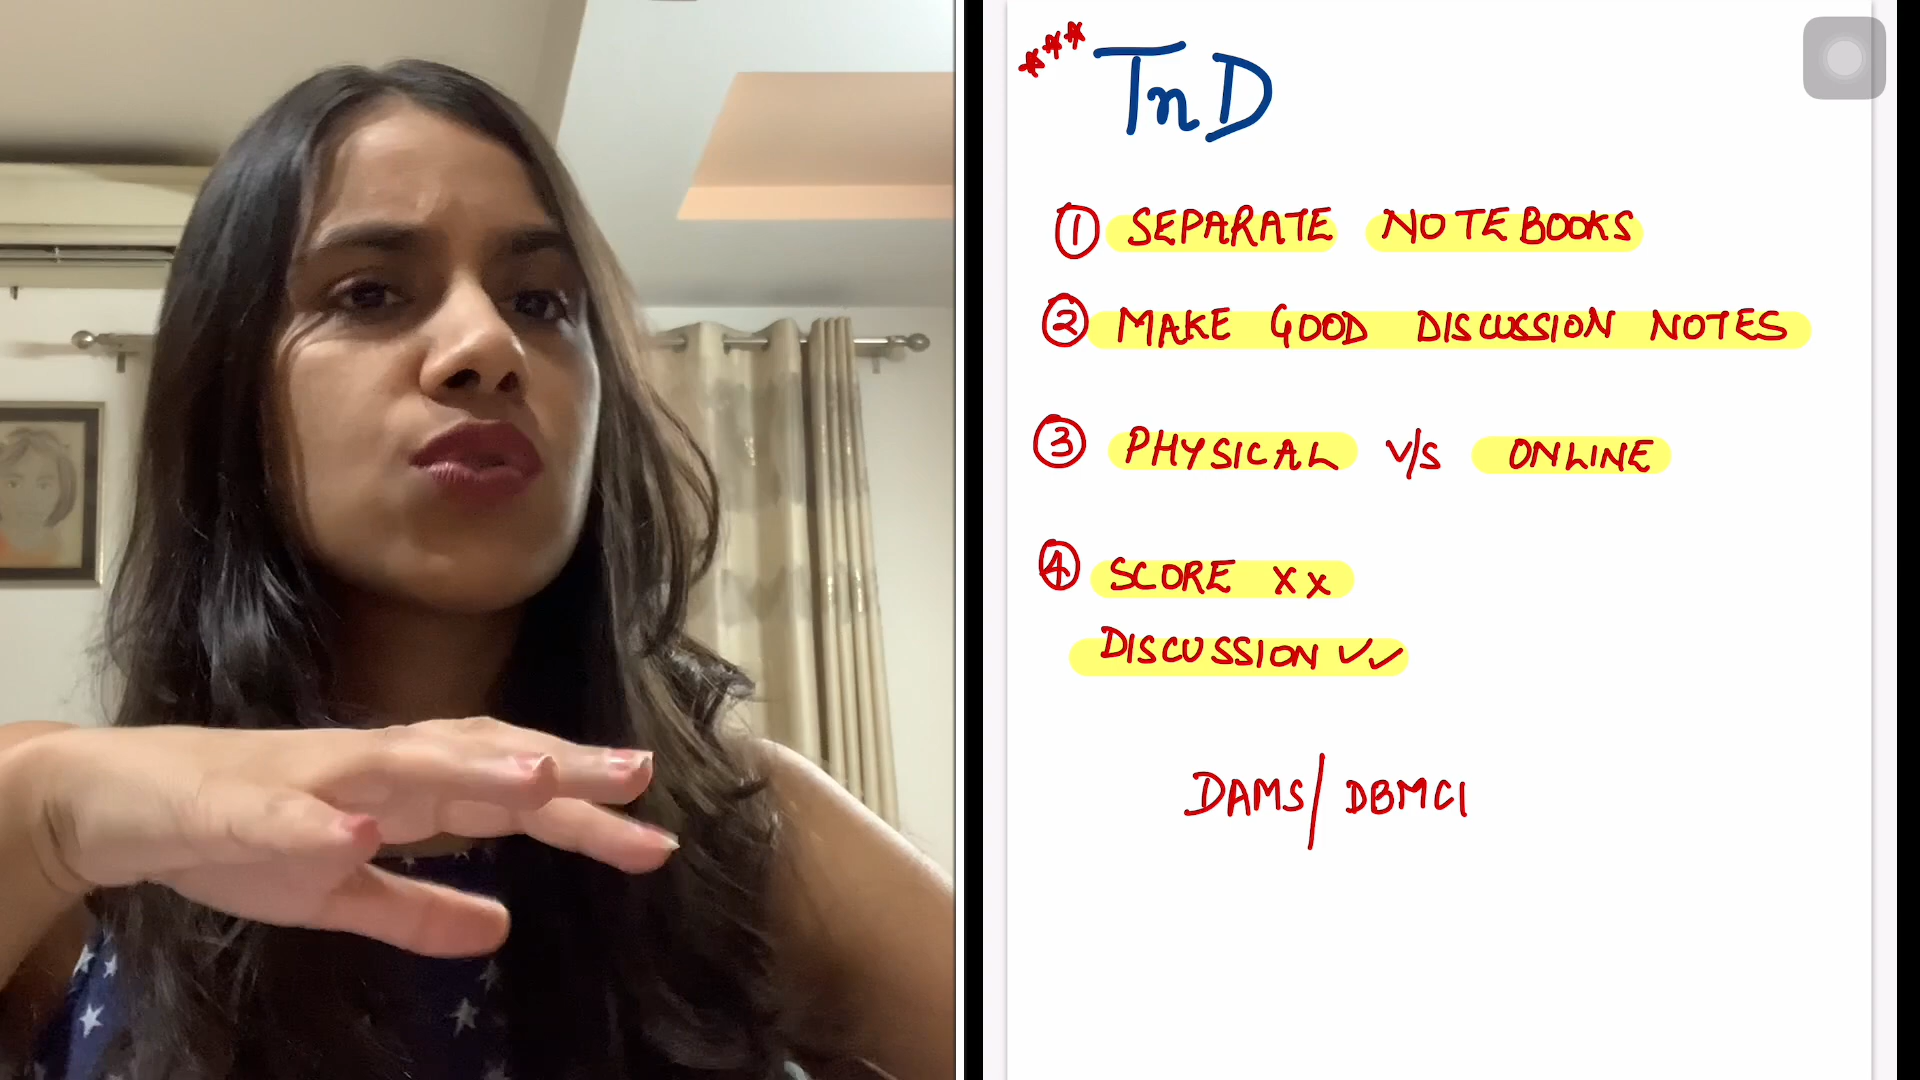 *** TnD
① SEPARATE NOTEBOOKS
② MAKE GOOD DISCUSSION NOTES
③ PHYSICAL V/S ONLINE
④ SCORE xx
DISCUSSION ✓✓
DAMS/DBMCI